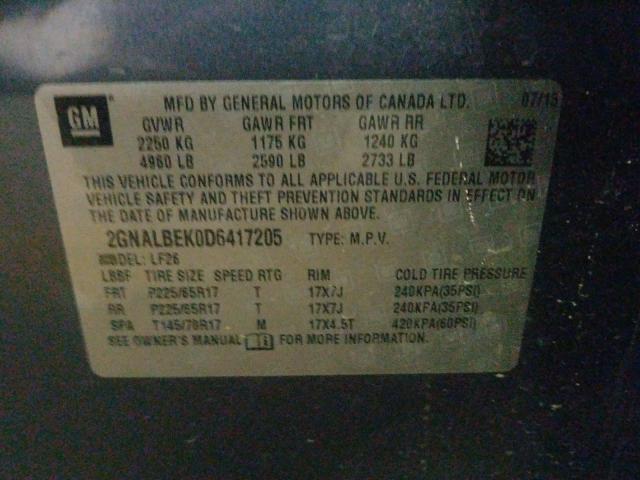 GM MFD BY GENERAL MOTORS OF CANADA LTD. 07/13
GVWR GAWR FRT GAWR RR
2250 KG 1175 KG 1240 KG
4960 LB 2590 LB 2733 LB
THIS VEHICLE CONFORMS TO ALL APPLICABLE U.S. FEDERAL MOTOR
VEHICLE SAFETY AND THEFT PREVENTION STANDARDS IN EFFECT ON
THE DATE OF MANUFACTURE SHOWN ABOVE.
2GNALBEK0D6417205 TYPE: M.P.V.
MODEL: LF26
TIRE SIZE SPEED RTG RIM COLD TIRE PRESSURE
FRT P225/65R17 T 17X7J 240KPA(35PSI)
RR P225/65R17 T 17X7J 240KPA(35PSI)
SPA T145/70R17 M 17X4.5T 420KPA(60PSI)
SEE OWNER'S MANUAL FOR MORE INFORMATION.